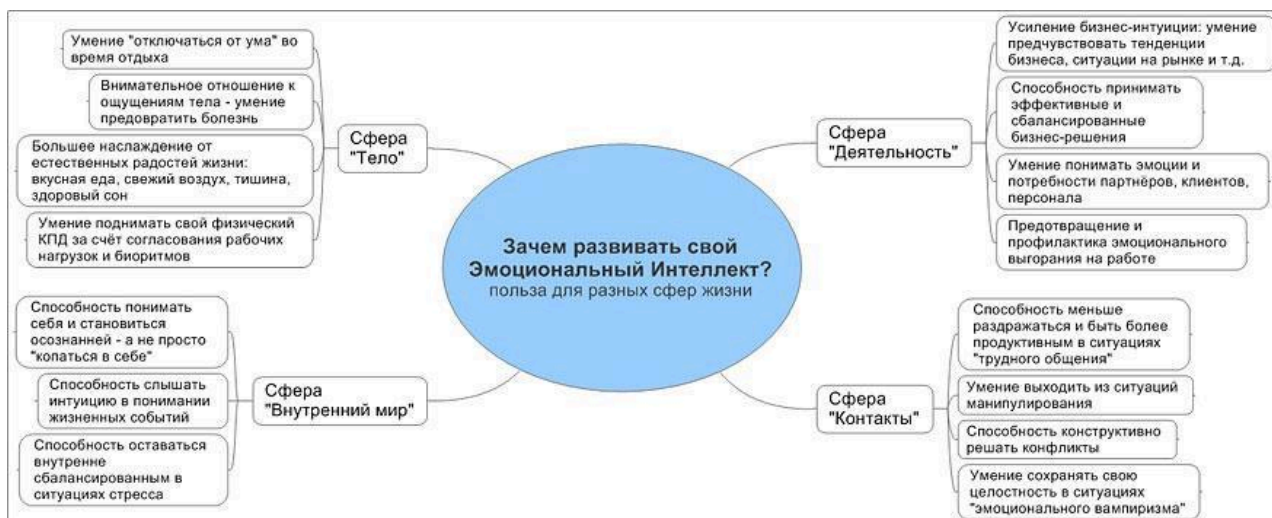 Умение "отключаться от ума" во
время отдыха
Внимательное отношение к
ощущениям тела - умение
предовратить болезнь
Большее наслаждение от
естественных радостей жизни:
вкусная еда, свежий воздух, тишина,
здоровый сон
Умение поднимать свой физический
КПД за счёт согласования рабочих
нагрузок и биоритмов
Сфера
"Тело"
Способность понимать
себя и становиться
осознанней - а не просто
"копаться в себе"
Способность слышать
интуицию в понимании
жизненных событий
Способность оставаться
внутренне
сбалансированным в
ситуациях стресса
Сфера
"Внутренний мир"
Зачем развивать свой
Эмоциональный Интеллект?
польза для разных сфер жизни
Сфера
"Деятельность"
Усиление бизнес-интуиции: умение
предчувствовать тенденции
бизнеса, ситуации на рынке и т.д.
Способность принимать
эффективные и
сбалансированные
бизнес-решения
Умение понимать эмоции и
потребности партнёров, клиентов,
персонала
Предотвращение и
профилактика эмоционального
выгорания на работе
Сфера
"Контакты"
Способность меньше
раздражаться и быть более
продуктивным в ситуациях
"трудного общения"
Умение выходить из ситуаций
манипулирования
Способность конструктивно
решать конфликты
Умение сохранять свою
целостность в ситуациях
"эмоционального вампиризма"